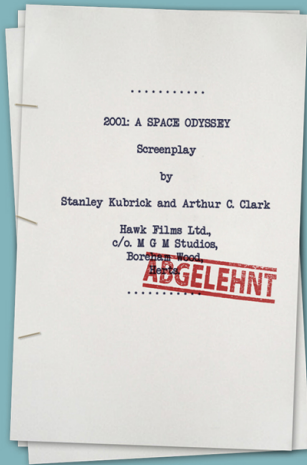 ...........
2001: A SPACE ODYSSEY
Screenplay
by
Stanley Kubrick and Arthur C. Clark
Hawk Films Ltd.,
c/o. M G M Studios,
Boreham Wood,
Herts.
ABGELEHNT
...........